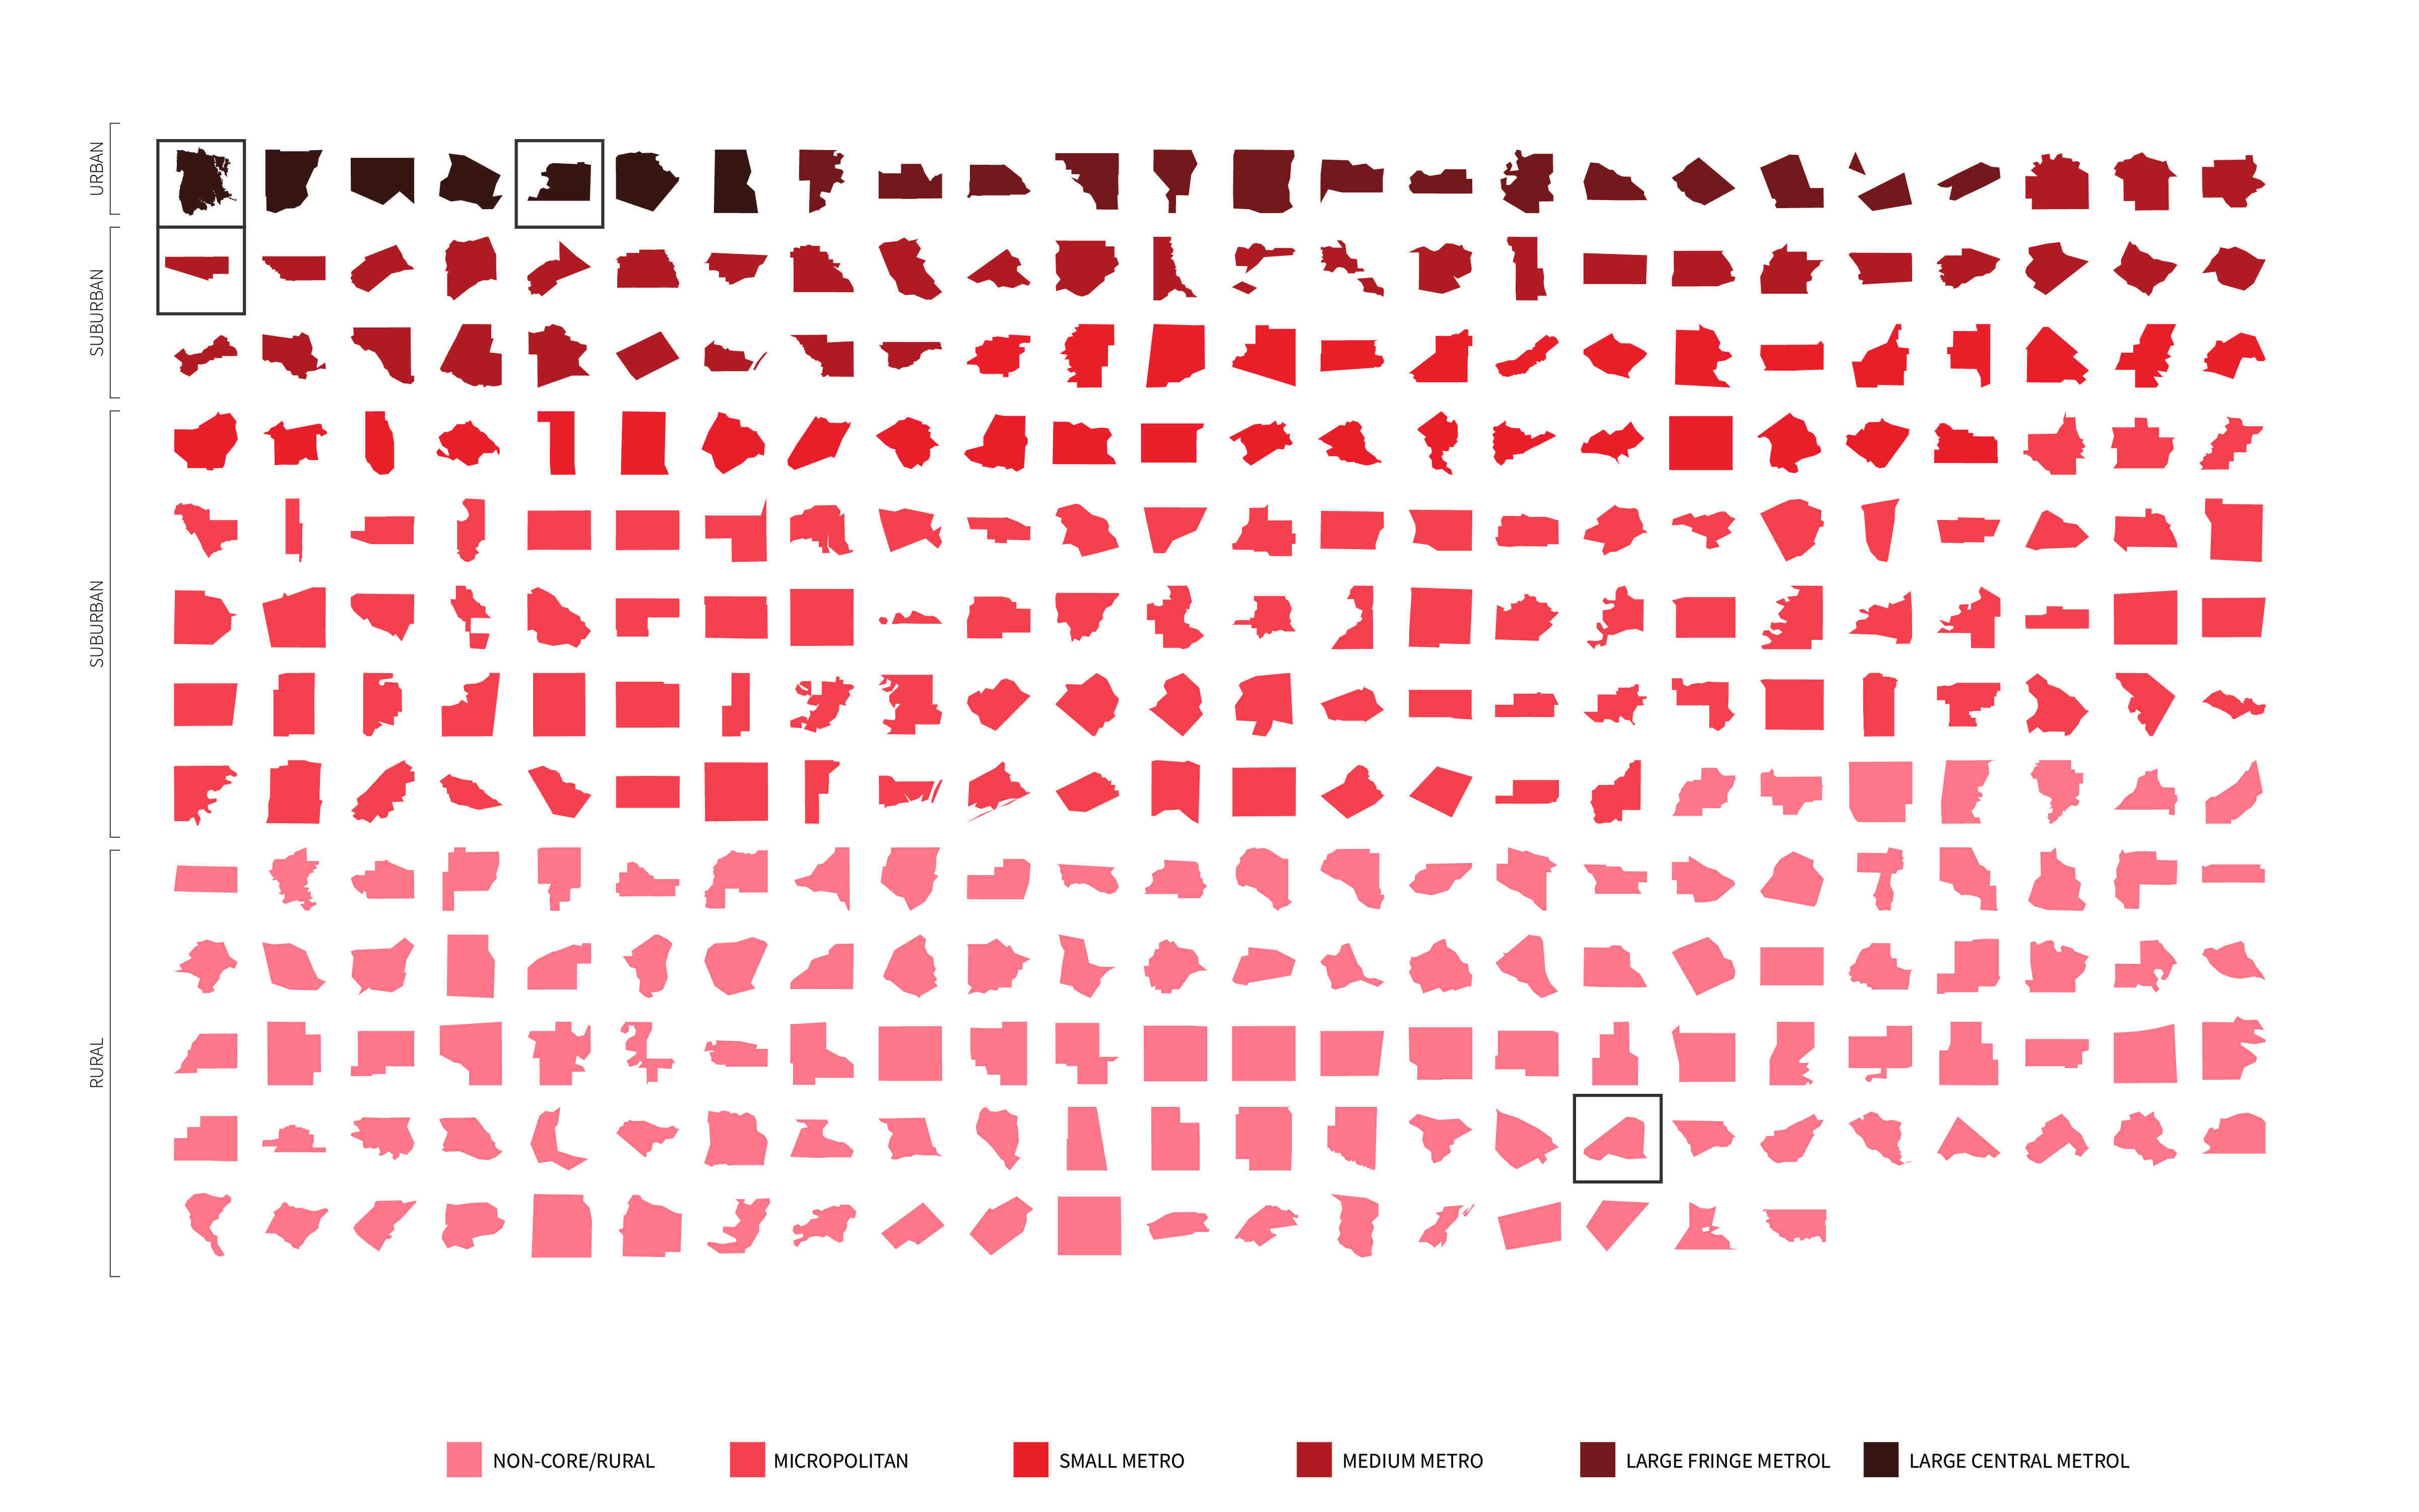 URBAN
SUBURBAN
SUBURBAN
RURAL
NON-CORE/RURAL
MICROPOLITAN
SMALL METRO
MEDIUM METRO
LARGE FRINGE METROL
LARGE CENTRAL METROL